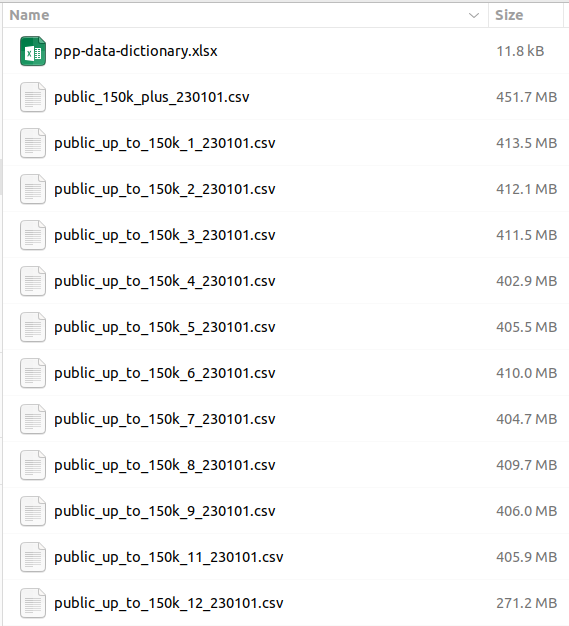 Name Size
ppp-data-dictionary.xlsx 11.8 kB
public_150k_plus_230101.csv 451.7 MB
public_up_to_150k_1_230101.csv 413.5 MB
public_up_to_150k_2_230101.csv 412.1 MB
public_up_to_150k_3_230101.csv 411.5 MB
public_up_to_150k_4_230101.csv 402.9 MB
public_up_to_150k_5_230101.csv 405.5 MB
public_up_to_150k_6_230101.csv 410.0 MB
public_up_to_150k_7_230101.csv 404.7 MB
public_up_to_150k_8_230101.csv 409.7 MB
public_up_to_150k_9_230101.csv 406.0 MB
public_up_to_150k_11_230101.csv 405.9 MB
public_up_to_150k_12_230101.csv 271.2 MB